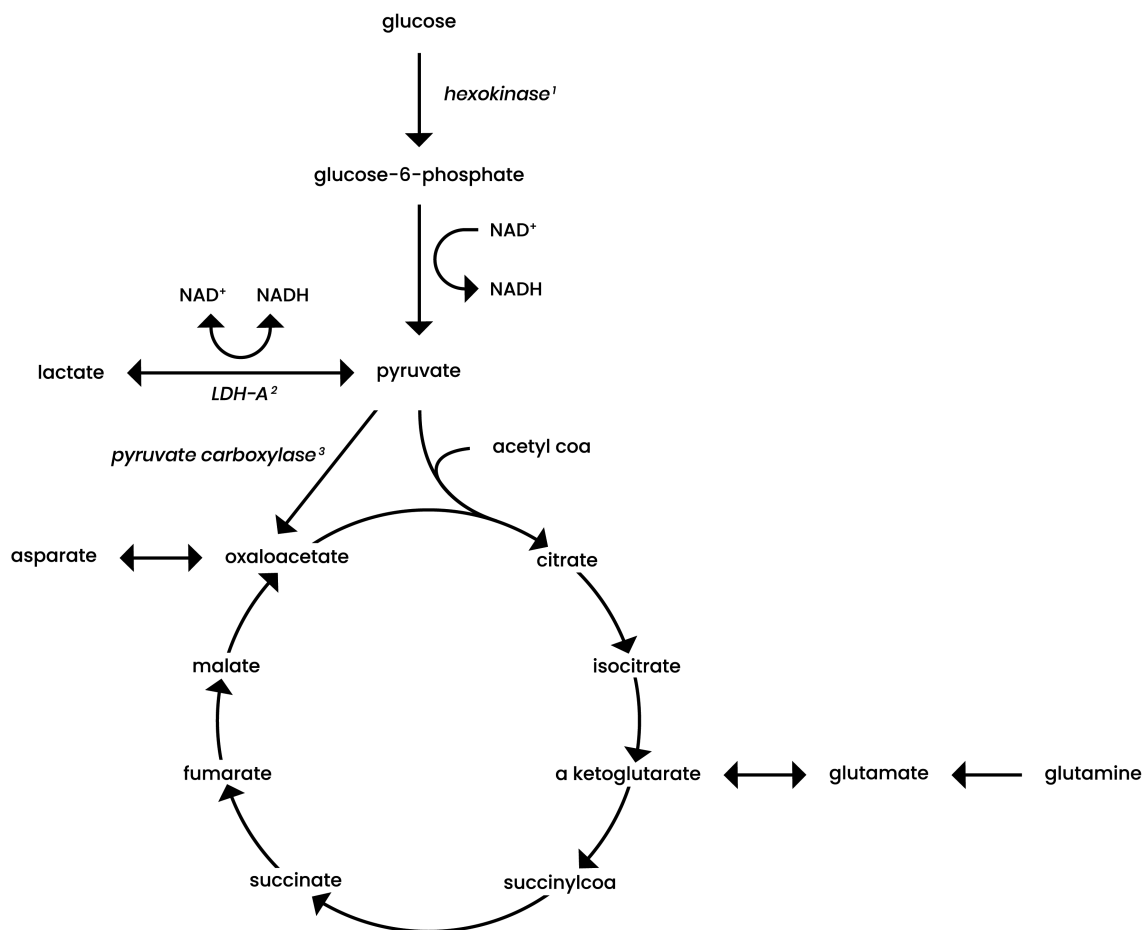 glucose
hexokinase¹
glucose-6-phosphate
NAD⁺
NADH
NAD⁺ NADH
lactate
pyruvate
LDH-A²
acetyl coa
pyruvate carboxylase³
asparate
oxaloacetate
citrate
malate
isocitrate
fumarate
a ketoglutarate
glutamate
glutamine
succinate
succinylcoa